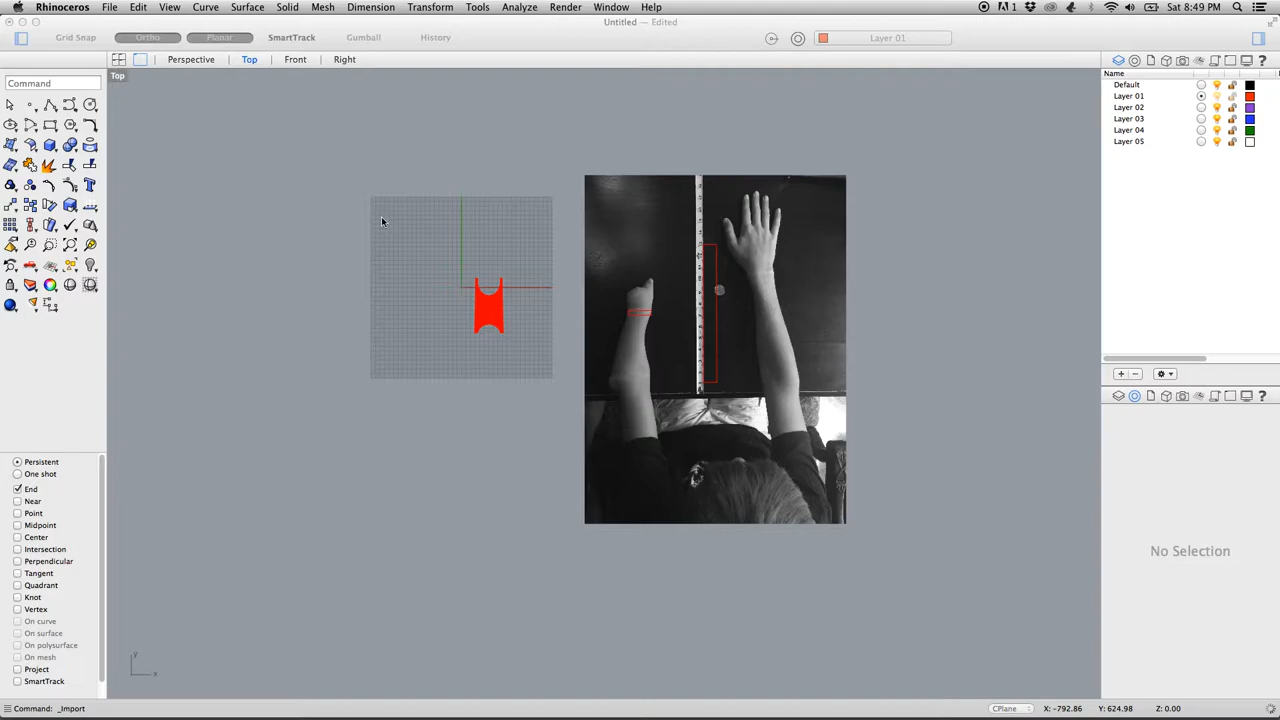 Rhinoceros File Edit View Curve Surface Solid Mesh Dimension Transform Tools Analyze Render Window Help 1 Sat 8:49 PM
Untitled — Edited
Grid Snap Ortho Planar SmartTrack Gumball History Layer 01
Perspective Top Front Right
Top
Command
Name
Default
Layer 01
Layer 02
Layer 03
Layer 04
Layer 05
Persistent
One shot
End
Near
Point
Midpoint
Center
Intersection
Perpendicular
Tangent
Quadrant
Knot
Vertex
On curve
On surface
On polysurface
On mesh
Project
SmartTrack
No Selection
y
x
Command: _Import CPlane X: -792.86 Y: 624.98 Z: 0.00